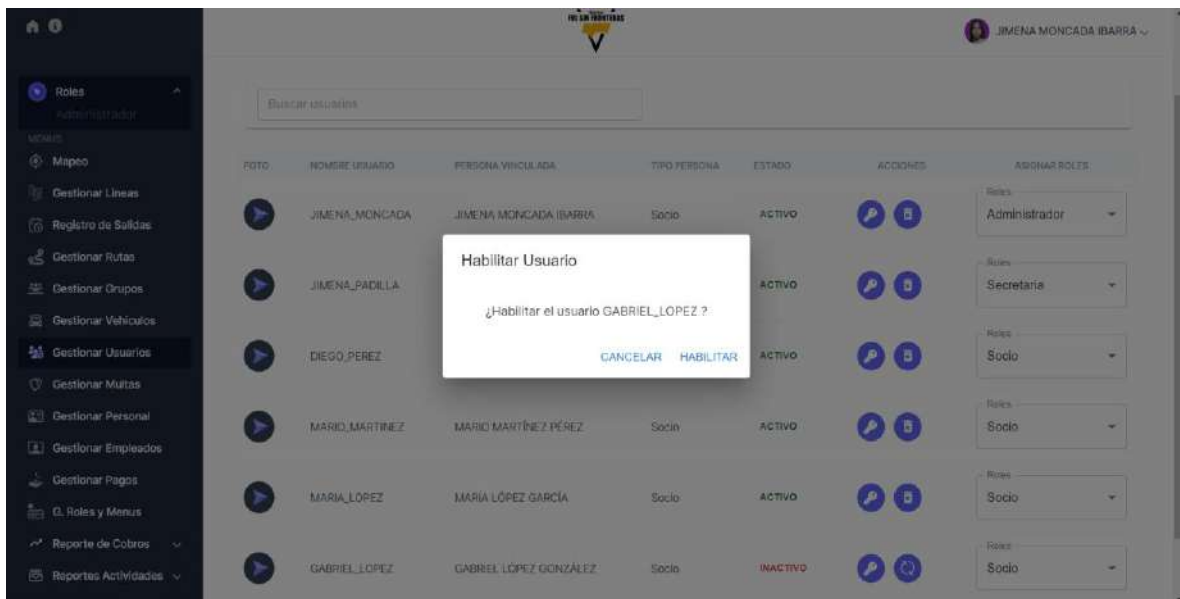 FUL SIN FRONTERAS
JIMENA MONCADA IBARRA
Roles
Administrador
MENUS
Mapeo
Gestionar Lineas
Registro de Salidas
Gestionar Rutas
Gestionar Grupos
Gestionar Vehiculos
Gestionar Usuarios
Gestionar Multas
Gestionar Personal
Gestionar Empleados
Gestionar Pagos
G. Roles y Menus
Reporte de Cobros
Reportes Actividades
Buscar usuarios
FOTO NOMBRE USUARIO PERSONA VINCULADA TIPO PERSONA ESTADO ACCIONES ASIGNAR ROLES
Roles
JIMENA_MONCADA JIMENA MONCADA IBARRA Socio ACTIVO Administrador
Roles
JIMENA_PADILLA ACTIVO Secretaria
Roles
DIEGO_PEREZ ACTIVO Socio
Roles
MARIO_MARTINEZ MARIO MARTÍNEZ PÉREZ Socio ACTIVO Socio
Roles
MARIA_LOPEZ MARÍA LÓPEZ GARCÍA Socio ACTIVO Socio
Roles
GABRIEL_LOPEZ GABRIEL LÓPEZ GONZÁLEZ Socio INACTIVO Socio
Habilitar Usuario
¿Habilitar el usuario GABRIEL_LOPEZ ?
CANCELAR HABILITAR